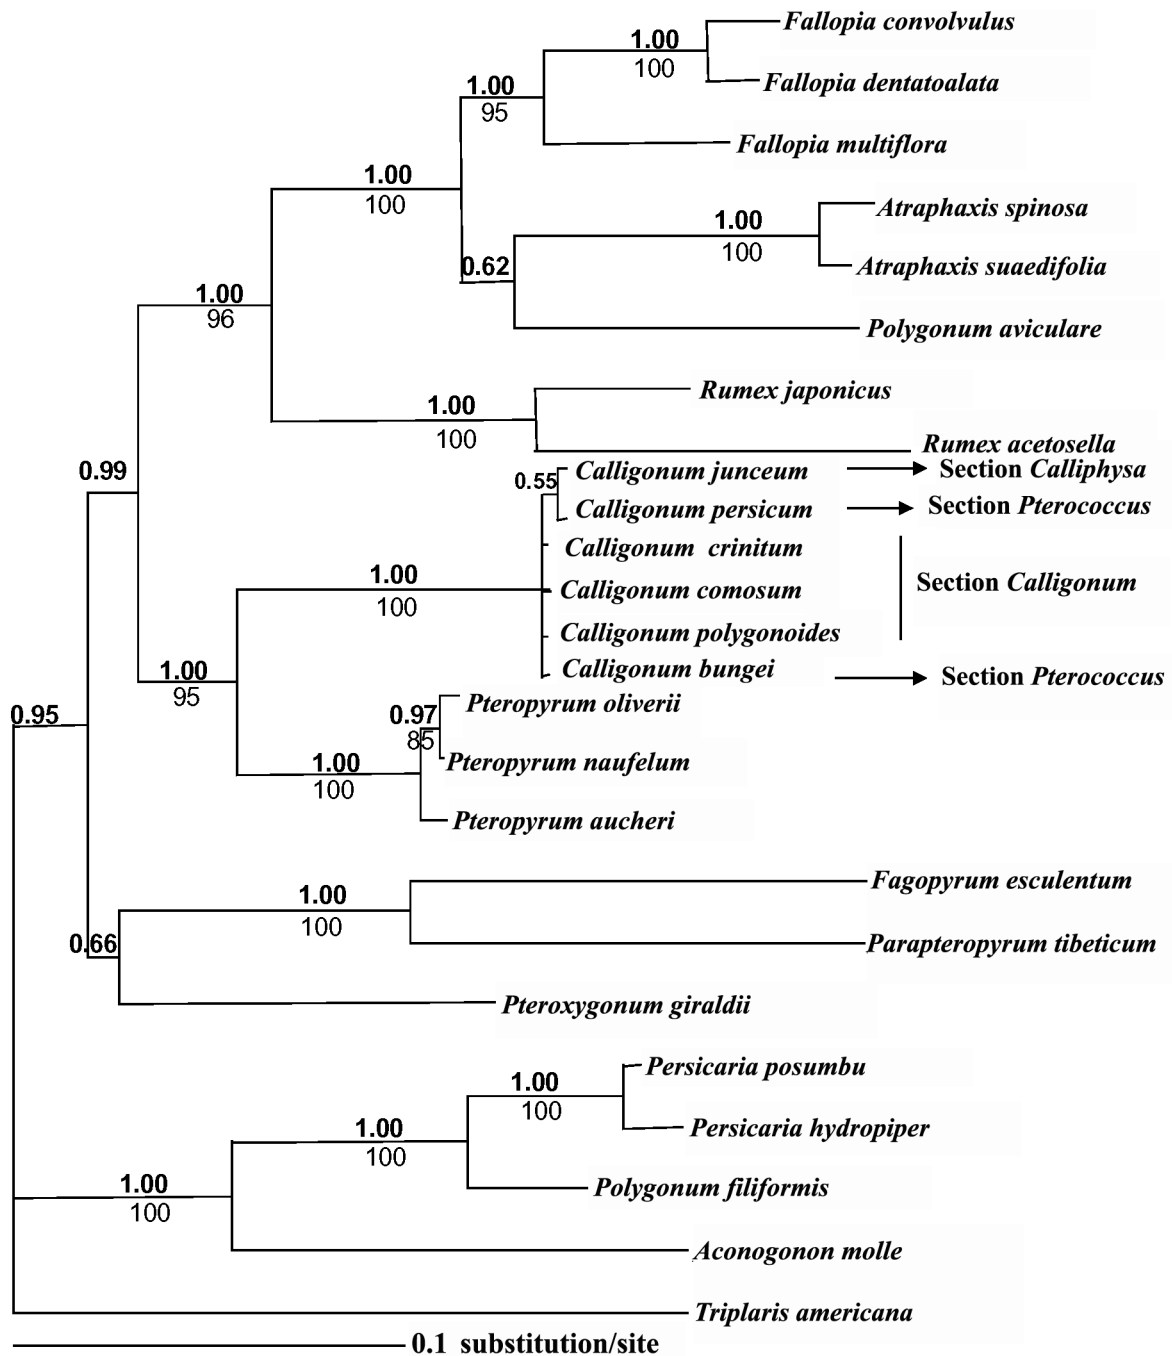 Fallopia convolvulus
1.00
100
Fallopia dentatoalata
1.00
95
Fallopia multiflora
1.00
100
Atraphaxis spinosa
1.00
100
0.62
Atraphaxis suaedifolia
1.00
96
Polygonum aviculare
Rumex japonicus
1.00
100
Rumex acetosella
0.99
Calligonum junceum
Section Calliphysa
0.55
Calligonum persicum
Section Pterococcus
Calligonum crinitum
1.00
100
Calligonum comosum
Section Calligonum
Calligonum polygonoides
Calligonum bungei
Section Pterococcus
1.00
95
Pteropyrum oliverii
0.95
0.97
85
Pteropyrum naufelum
1.00
100
Pteropyrum aucheri
Fagopyrum esculentum
1.00
100
0.66
Parapteropyrum tibeticum
Pteroxygonum giraldii
Persicaria posumbu
1.00
100
Persicaria hydropiper
1.00
100
Polygonum filiformis
1.00
100
Aconogonon molle
Triplaris americana
0.1 substitution/site